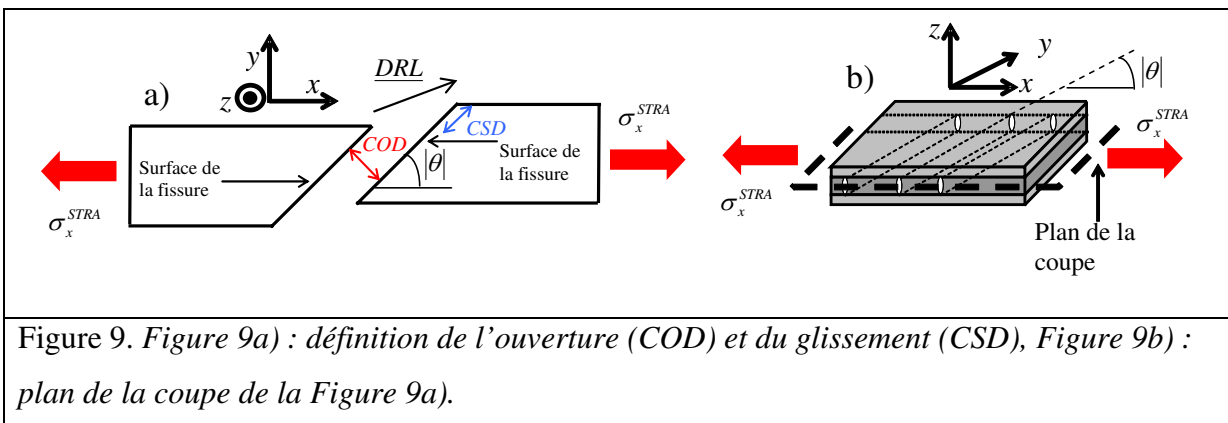 a)
y
x
z
DRL
COD
CSD
|θ|
Surface de
la fissure
Surface de
la fissure
σ_x^{STRA}
σ_x^{STRA}
b)
z
y
x
|θ|
σ_x^{STRA}
σ_x^{STRA}
Plan de la
coupe
Figure 9. Figure 9a) : définition de l’ouverture (COD) et du glissement (CSD), Figure 9b) :
plan de la coupe de la Figure 9a).